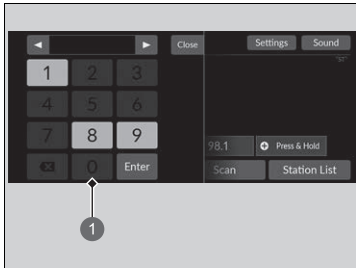 Close
Settings
Sound
1 2 3
4 5 6
7 8 9
0 Enter
98.1
Press & Hold
Scan
Station List
1